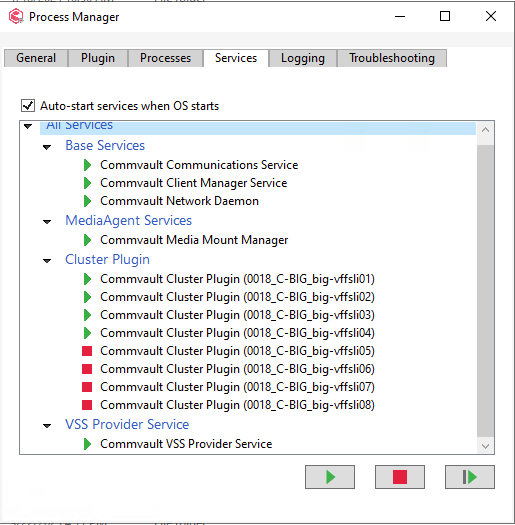 Process Manager
General
Plugin
Processes
Services
Logging
Troubleshooting
Auto-start services when OS starts
All Services
Base Services
Commvault Communications Service
Commvault Client Manager Service
Commvault Network Daemon
MediaAgent Services
Commvault Media Mount Manager
Cluster Plugin
Commvault Cluster Plugin (0018_C-BIG_big-vffsli01)
Commvault Cluster Plugin (0018_C-BIG_big-vffsli02)
Commvault Cluster Plugin (0018_C-BIG_big-vffsli03)
Commvault Cluster Plugin (0018_C-BIG_big-vffsli04)
Commvault Cluster Plugin (0018_C-BIG_big-vffsli05)
Commvault Cluster Plugin (0018_C-BIG_big-vffsli06)
Commvault Cluster Plugin (0018_C-BIG_big-vffsli07)
Commvault Cluster Plugin (0018_C-BIG_big-vffsli08)
VSS Provider Service
Commvault VSS Provider Service